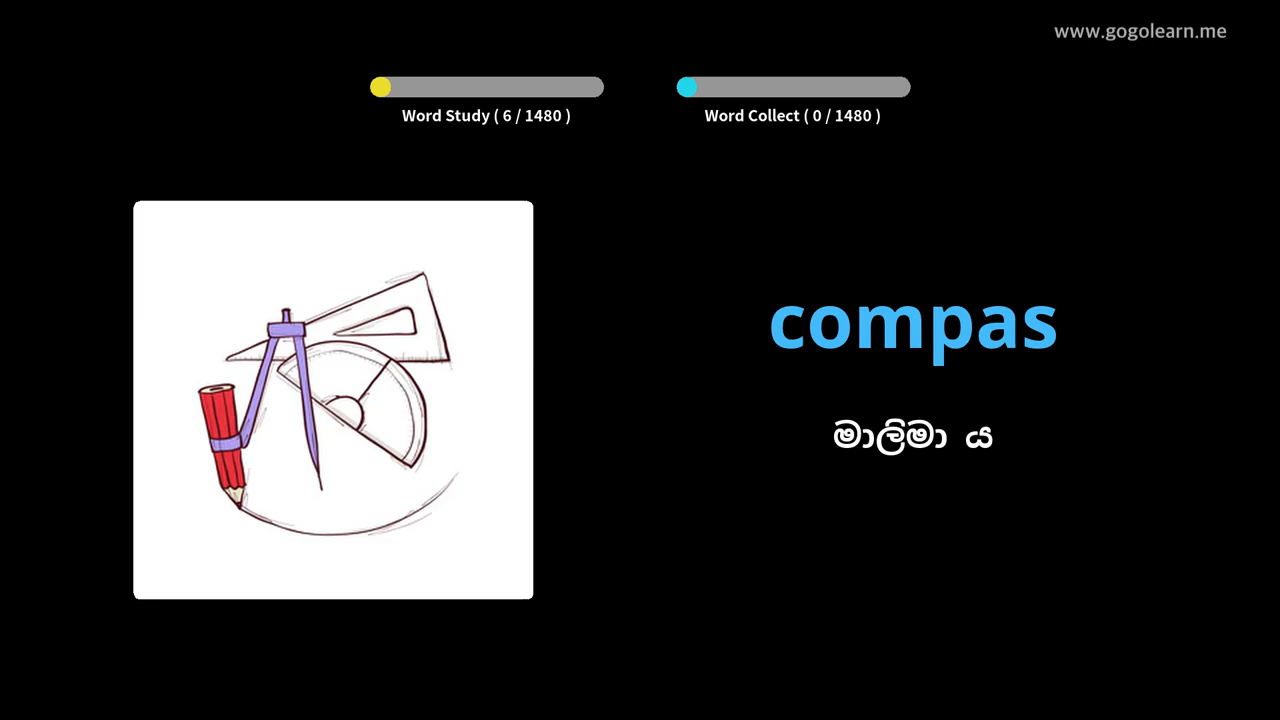 www.gogolearn.me
Word Study ( 6 / 1480 )
Word Collect ( 0 / 1480 )
compas
මාලිමා ය